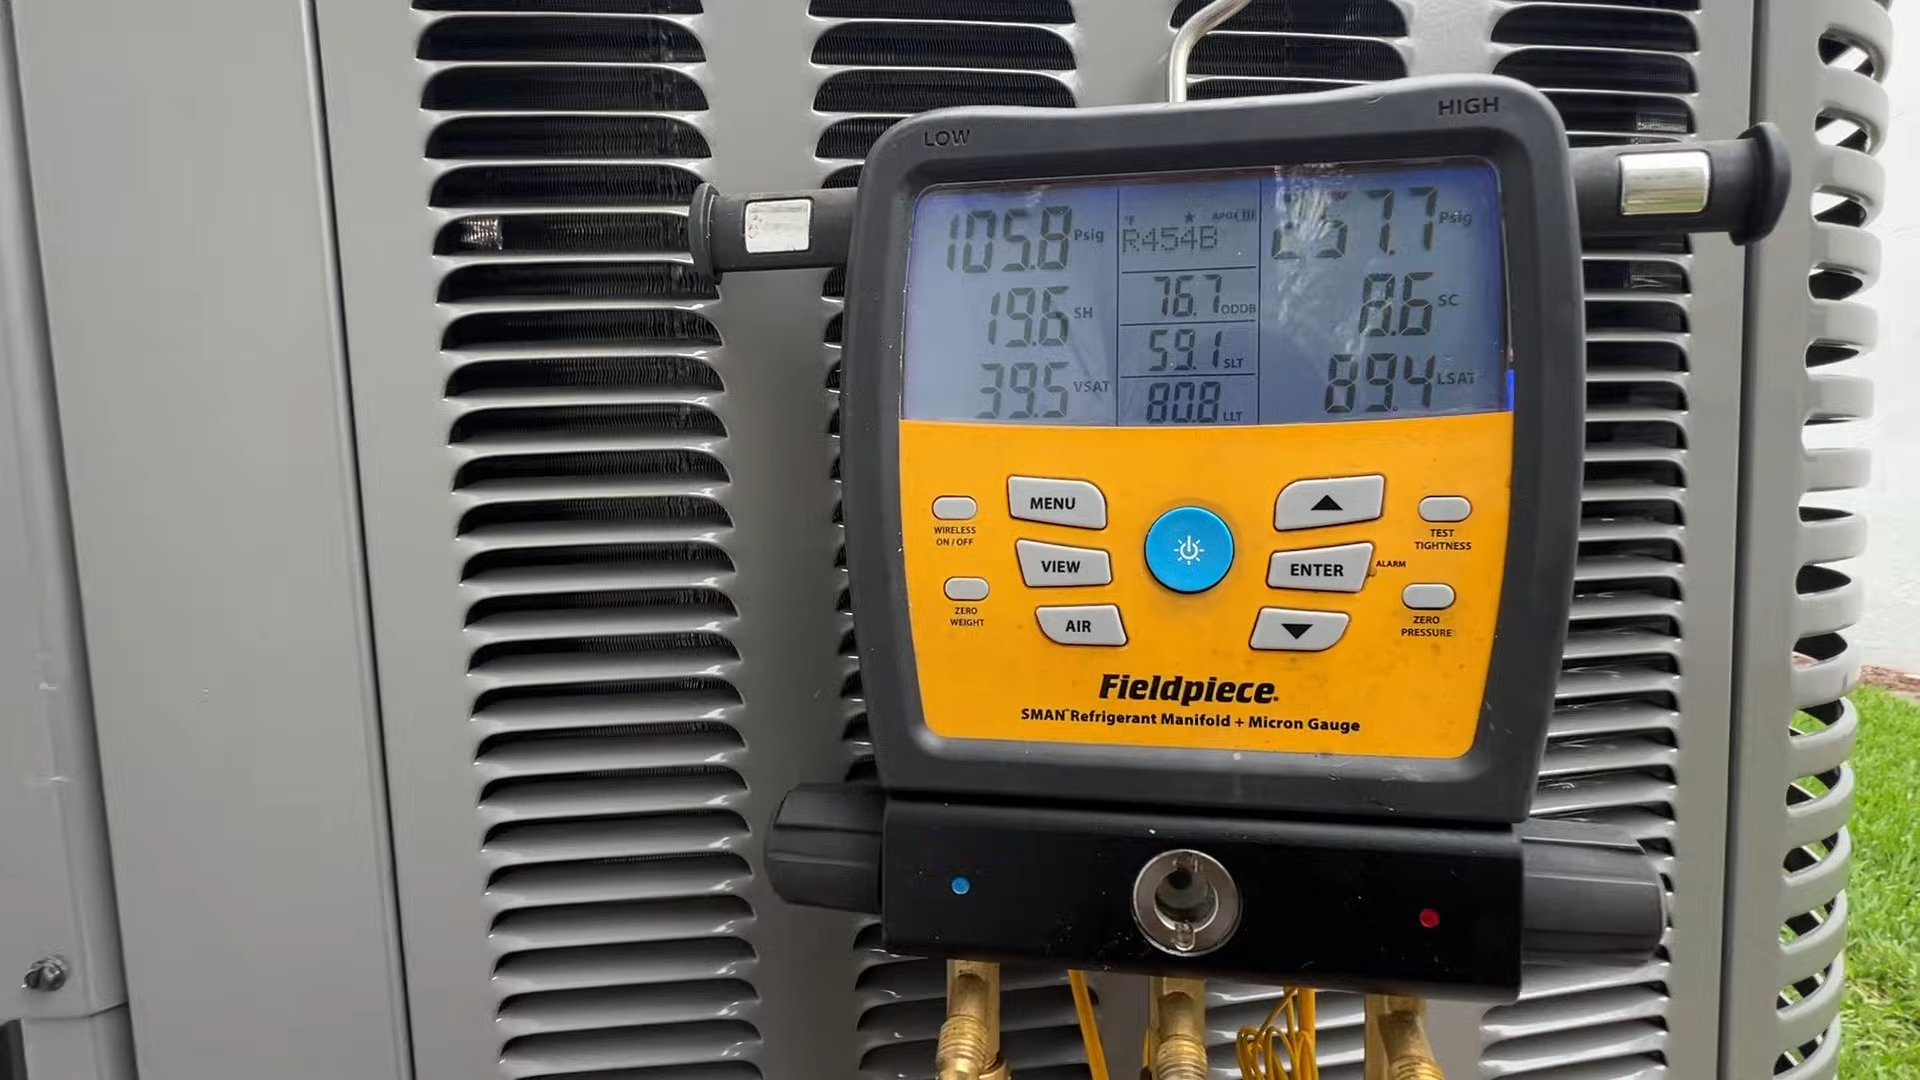 LOW
HIGH
105.8 Psig
°F
R454B
257.7 Psig
19.6 SH
76.7 ODDB
8.6 SC
59.1 SLT
39.5 VSAT
80.8 LLT
89.4 LSAT
WIRELESS
ON / OFF
MENU
TEST
TIGHTNESS
VIEW
ENTER
ALARM
ZERO
WEIGHT
AIR
ZERO
PRESSURE
Fieldpiece
SMAN™ Refrigerant Manifold + Micron Gauge